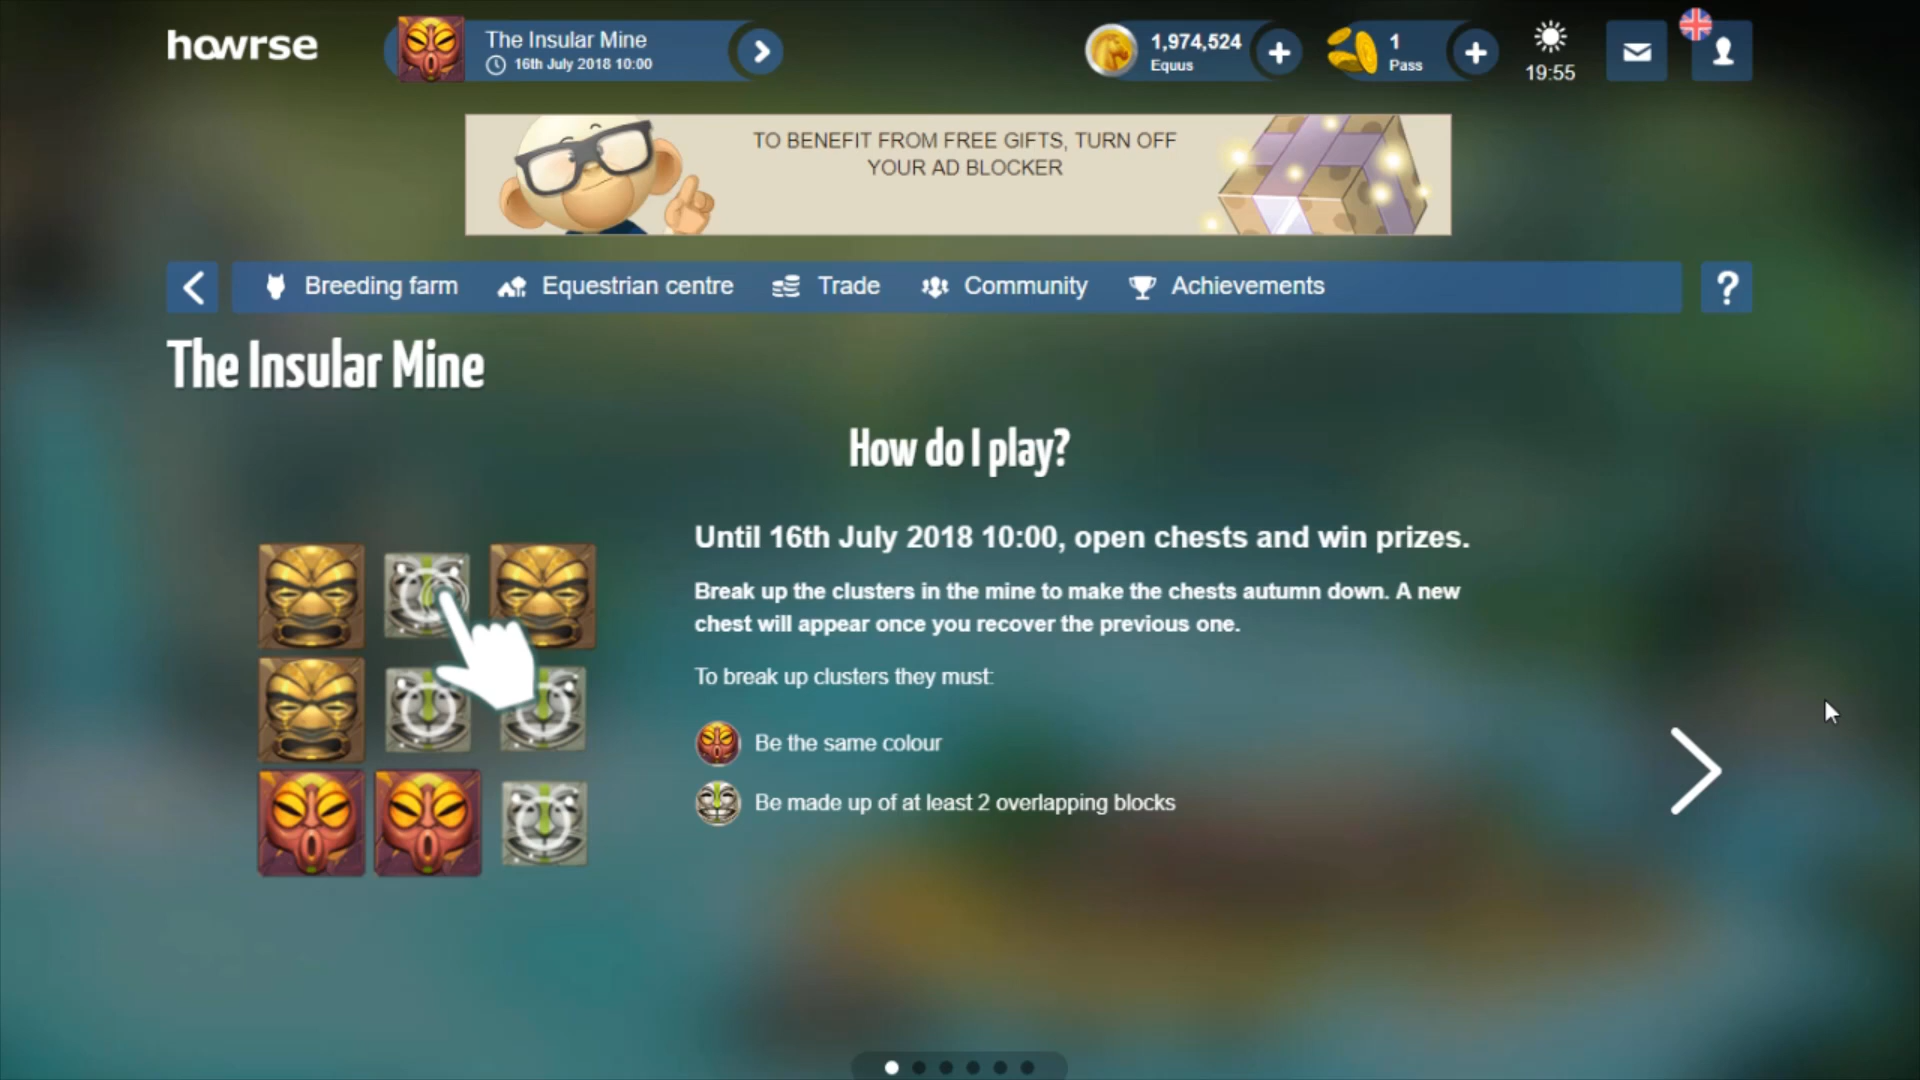 howrse
The Insular Mine
16th July 2018 10:00
1,974,524
Equus
1
Pass
19:55
TO BENEFIT FROM FREE GIFTS, TURN OFF
YOUR AD BLOCKER
Breeding farm
Equestrian centre
Trade
Community
Achievements
?
The Insular Mine
How do I play?
Until 16th July 2018 10:00, open chests and win prizes.
Break up the clusters in the mine to make the chests autumn down. A new
chest will appear once you recover the previous one.
To break up clusters they must:
Be the same colour
Be made up of at least 2 overlapping blocks